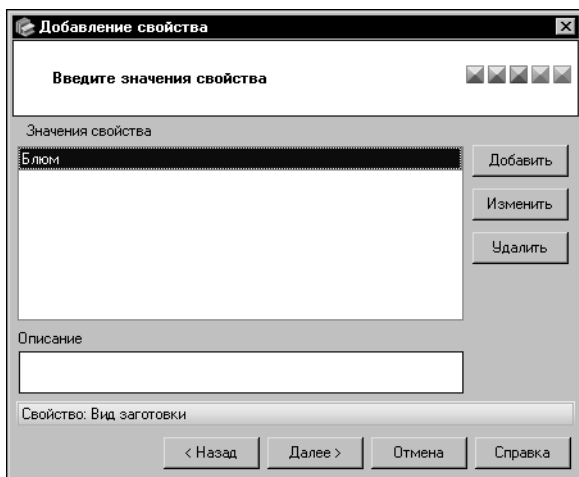 Добавление свойства
Введите значения свойства
Значения свойства
Блюм
Добавить
Изменить
Удалить
Описание
Свойство: Вид заготовки
< Назад
Далее >
Отмена
Справка